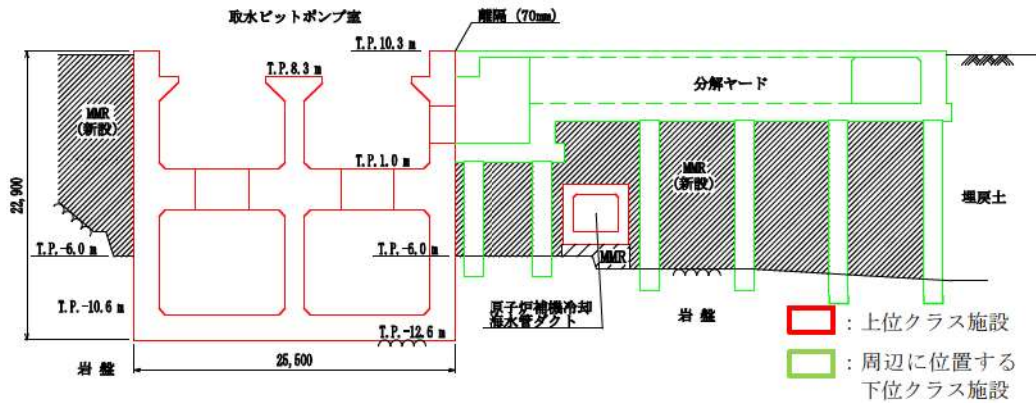 取水ピットポンプ室
離隔 (70mm)
T.P.10.3 m
T.P.8.3 m
分解ヤード
MMR
(新設)
MMR
(新設)
T.P.1.0 m
22,900
埋戻土
T.P.-6.0 m
T.P.-6.0 m
MMR
T.P.-10.6 m
原子炉補機冷却
海水管ダクト
岩 盤
T.P.-12.6 m
25,500
岩 盤
：上位クラス施設
：周辺に位置する
下位クラス施設